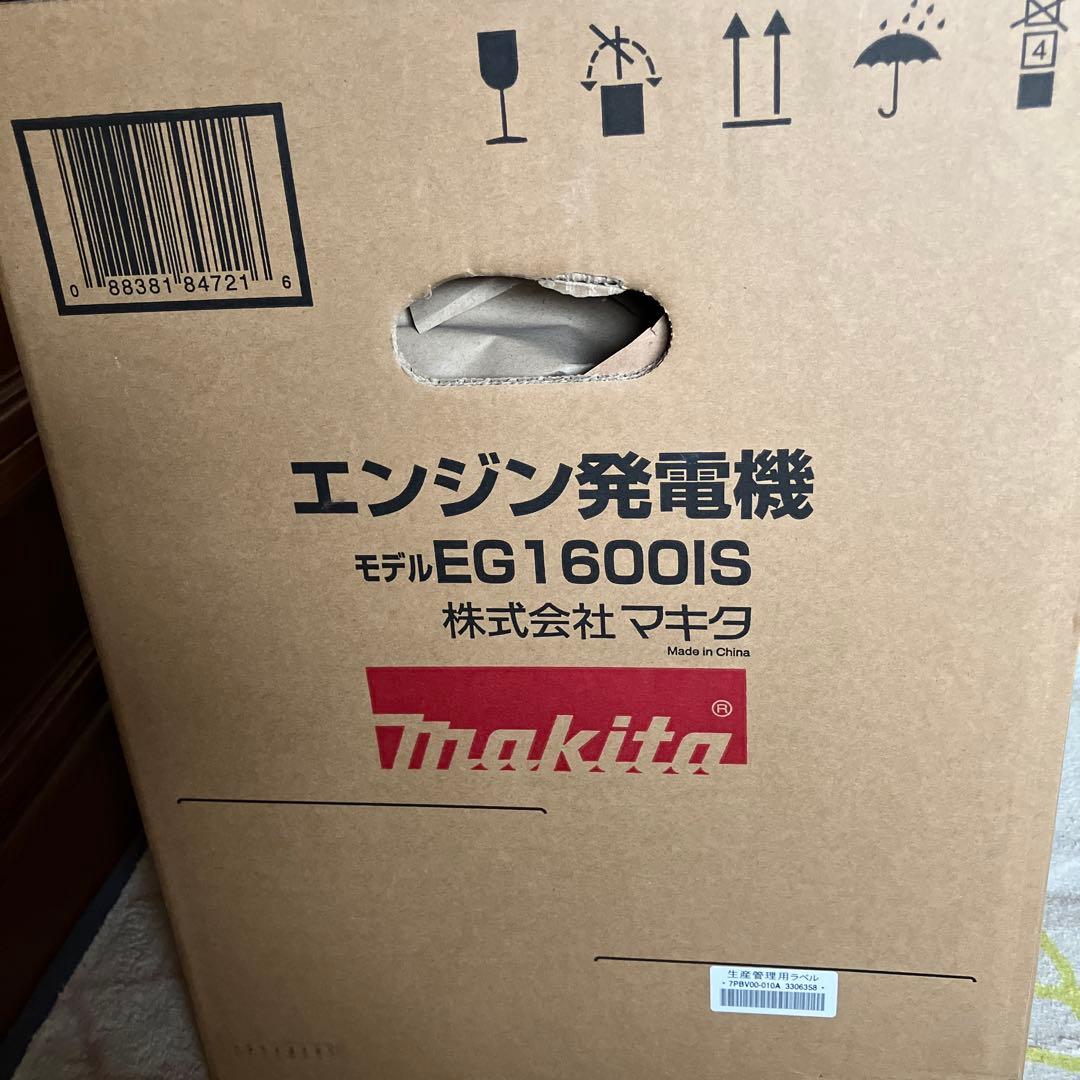 4
0 88381 84721 6
エンジン発電機
モデルEG1600IS
株式会社マキタ
Made in China
makita®
生産管理用ラベル
・7PBV00-010A 3306358・